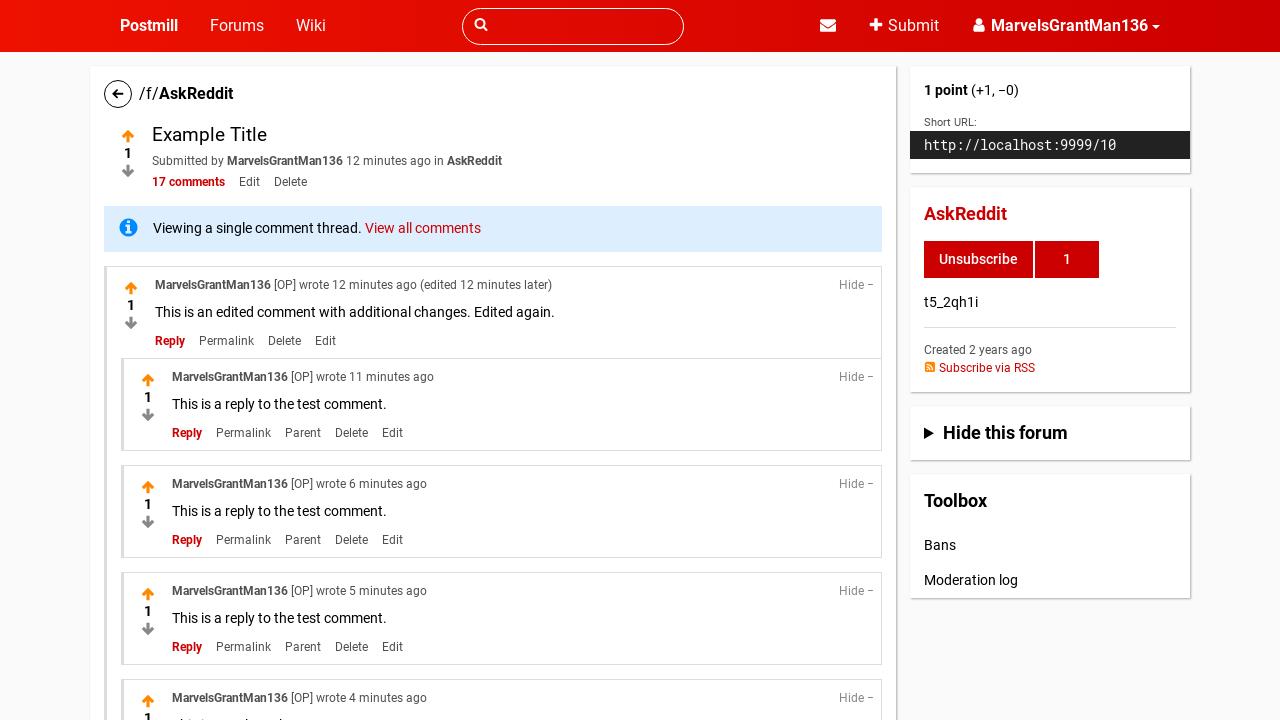 Postmill Forums Wiki Submit MarvelsGrantMan136
/f/AskReddit
1
Example Title
Submitted by MarvelsGrantMan136 12 minutes ago in AskReddit
17 comments Edit Delete
Viewing a single comment thread. View all comments
MarvelsGrantMan136 [OP] wrote 12 minutes ago (edited 12 minutes later) Hide −
1
This is an edited comment with additional changes. Edited again.
Reply Permalink Delete Edit
MarvelsGrantMan136 [OP] wrote 11 minutes ago Hide −
1
This is a reply to the test comment.
Reply Permalink Parent Delete Edit
MarvelsGrantMan136 [OP] wrote 6 minutes ago Hide −
1
This is a reply to the test comment.
Reply Permalink Parent Delete Edit
MarvelsGrantMan136 [OP] wrote 5 minutes ago Hide −
1
This is a reply to the test comment.
Reply Permalink Parent Delete Edit
MarvelsGrantMan136 [OP] wrote 4 minutes ago Hide −
1
1 point (+1, −0)
Short URL:
http://localhost:9999/10
AskReddit
Unsubscribe 1
t5_2qh1i
Created 2 years ago
Subscribe via RSS
Hide this forum
Toolbox
Bans
Moderation log